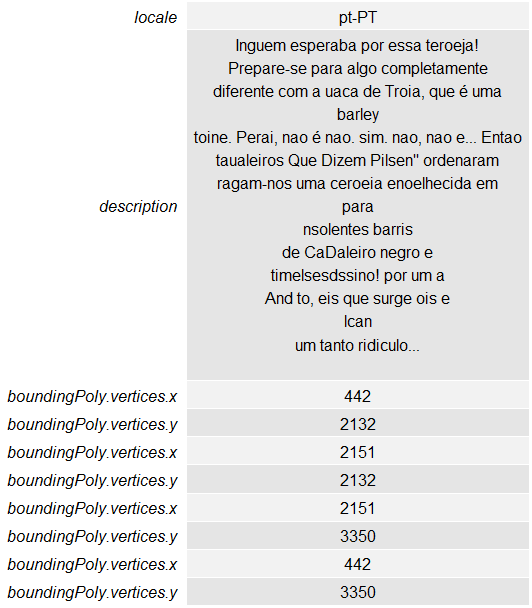 locale pt-PT
description Inguem esperaba por essa teroeja!
Prepare-se para algo completamente
diferente com a uaca de Troia, que é uma
barley
toine. Perai, nao é nao. sim. nao, nao e... Entao
taualeiros Que Dizem Pilsen" ordenaram
ragam-nos uma ceroeia enoelhecida em
para
nsolentes barris
de CaDaleiro negro e
timelsesdssino! por um a
And to, eis que surge ois e
lcan
um tanto ridiculo...
boundingPoly.vertices.x 442
boundingPoly.vertices.y 2132
boundingPoly.vertices.x 2151
boundingPoly.vertices.y 2132
boundingPoly.vertices.x 2151
boundingPoly.vertices.y 3350
boundingPoly.vertices.x 442
boundingPoly.vertices.y 3350